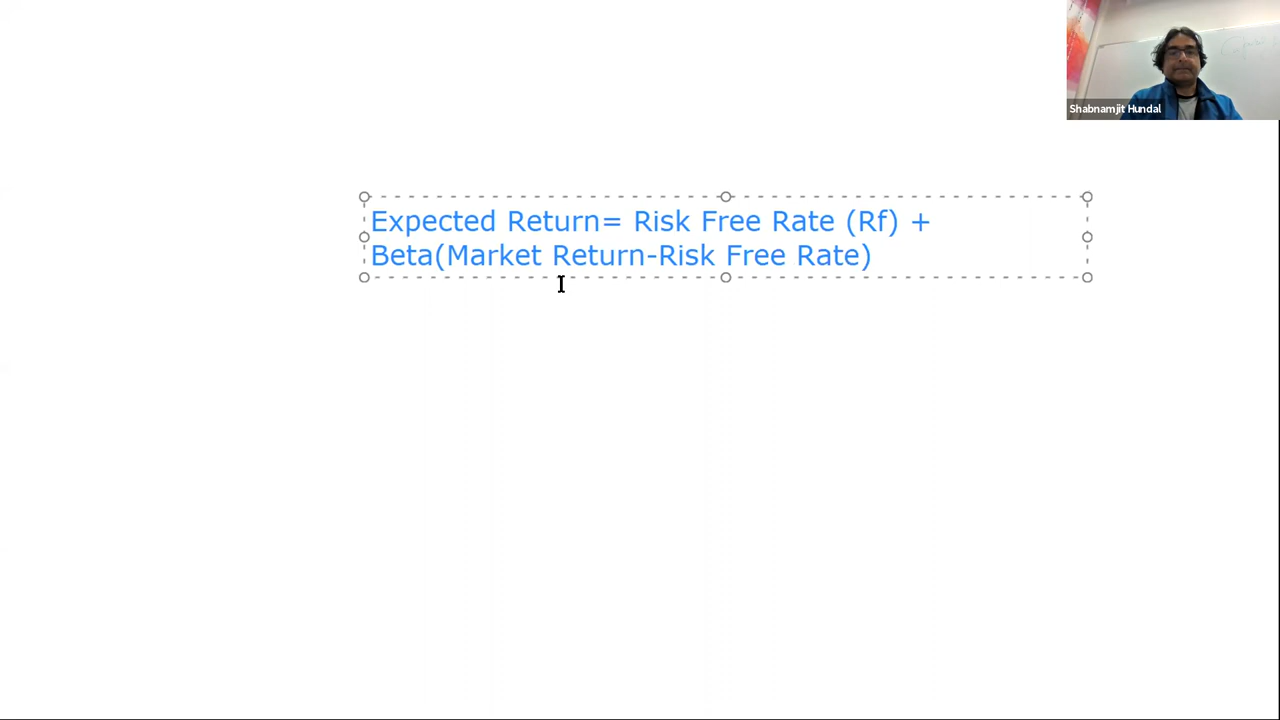 Shabnamjit Hundal
Expected Return= Risk Free Rate (Rf) +
Beta(Market Return-Risk Free Rate)